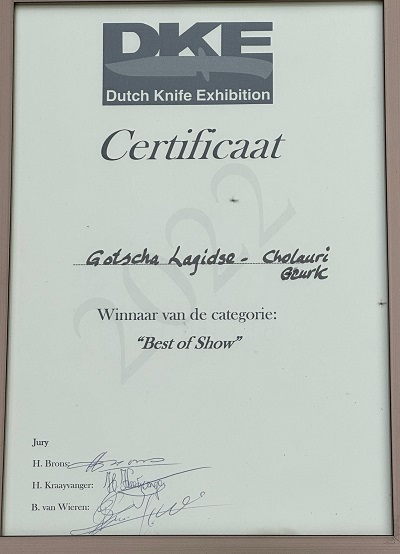 DKE
Dutch Knife Exhibition
Certificaat
2022
Gotscha Lagidse - Cholauri
Winnaar van de categorie:
"Best of Show"
Jury
H. Brons:
H. Kraayvanger:
B. van Wieren: